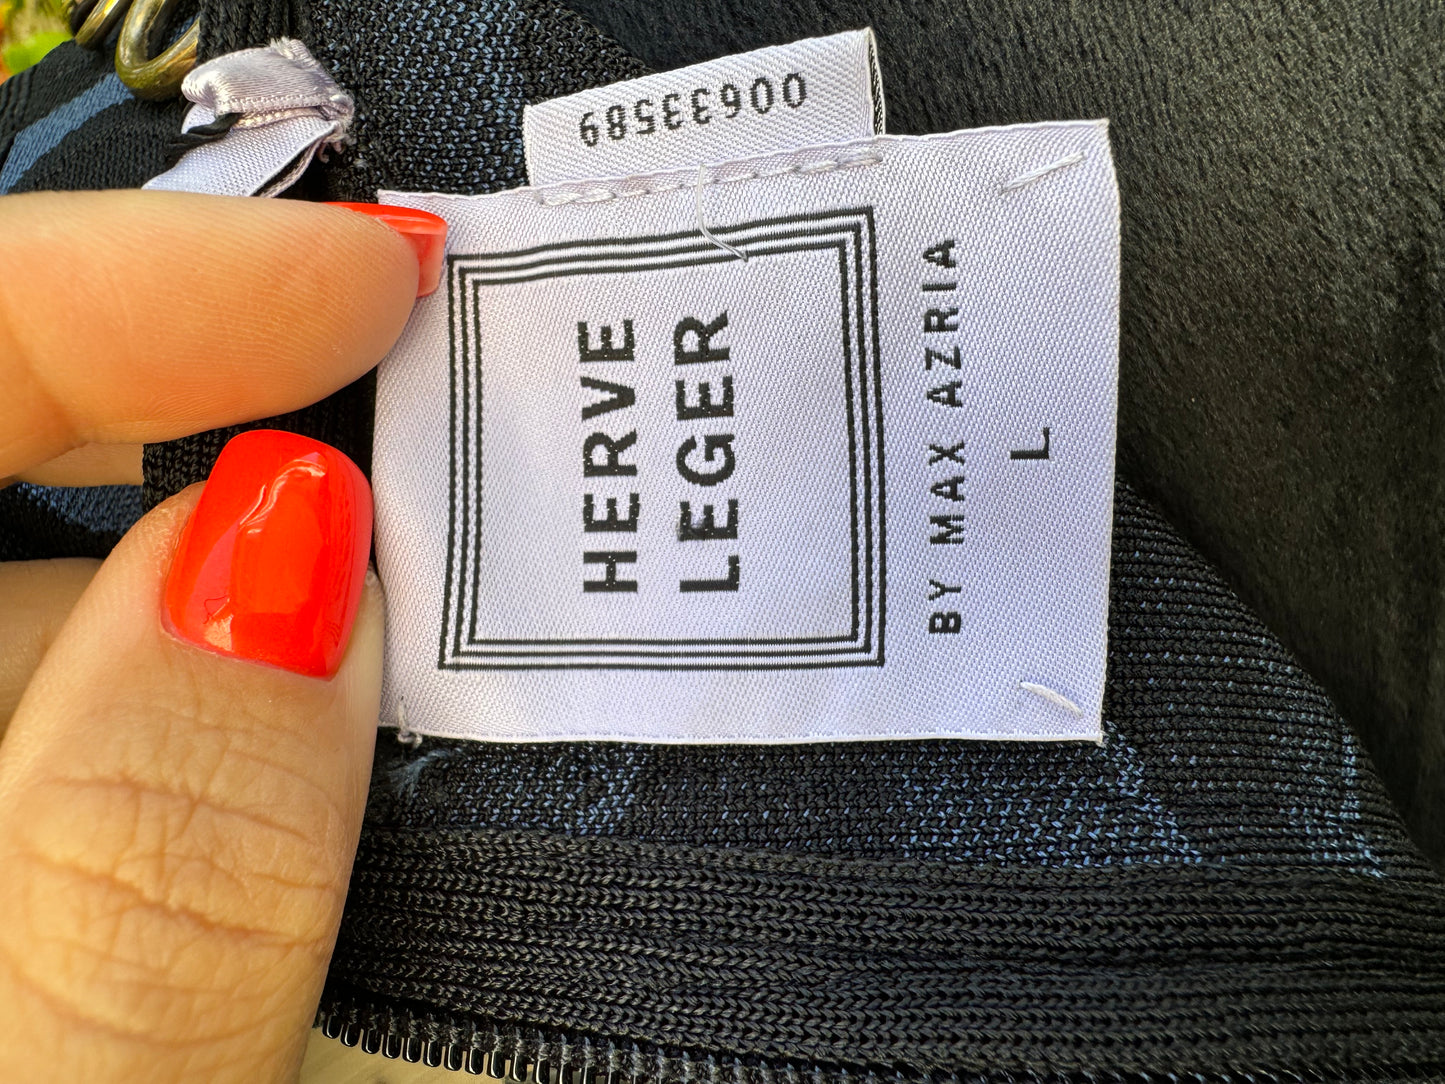 00633589
HERVE
LEGER
BY MAX AZRIA
L